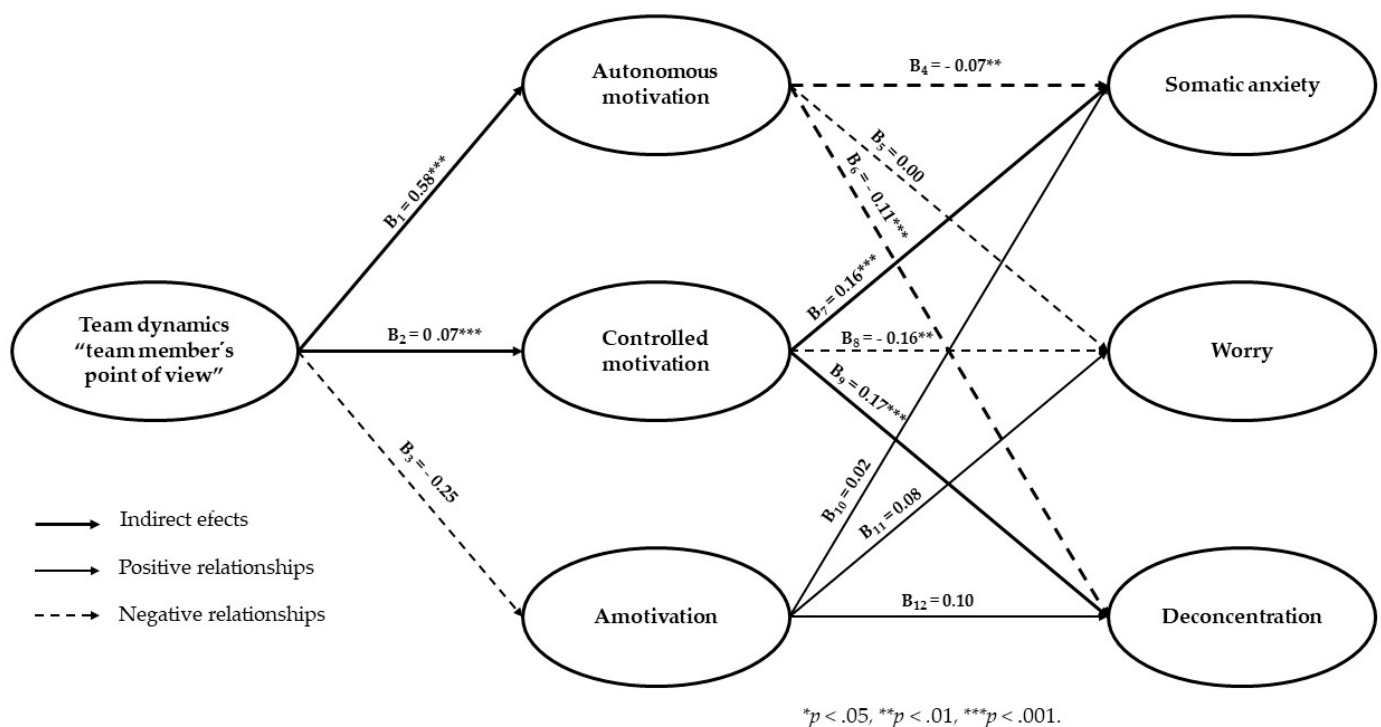 Autonomous
motivation
B4 = - 0.07**
Somatic anxiety
B1 = 0.58***
B5 = 0.00
B6 = - 0.11***
B7 = 0.16***
Team dynamics
“team member´s
point of view”
B2 = 0 .07***
Controlled
motivation
B8 = - 0.16**
Worry
B9 = 0.17***
B3 = - 0.25
B10 = 0.02
B11 = 0.08
Indirect efects
Positive relationships
Negative relationships
Amotivation
B12 = 0.10
Deconcentration
*p < .05, **p < .01, ***p < .001.